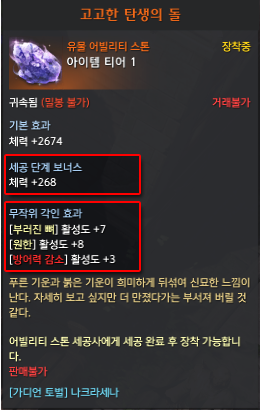 고고한 탄생의 돌
유물 어빌리티 스톤 장착중
아이템 티어 1
귀속됨 (밀봉 불가) 거래불가
기본 효과
체력 +2674
세공 단계 보너스
체력 +268
무작위 각인 효과
[부러진 뼈] 활성도 +7
[원한] 활성도 +8
[방어력 감소] 활성도 +3
푸른 기운과 붉은 기운이 희미하게 뒤섞여 신묘한 느낌이
난다. 자세히 보고 싶지만 더 만졌다가는 부서져 버릴 것
같다.
어빌리티 스톤 세공사에게 세공 완료 후 장착 가능합니
다.
판매불가
[가디언 토벌] 나크라세나